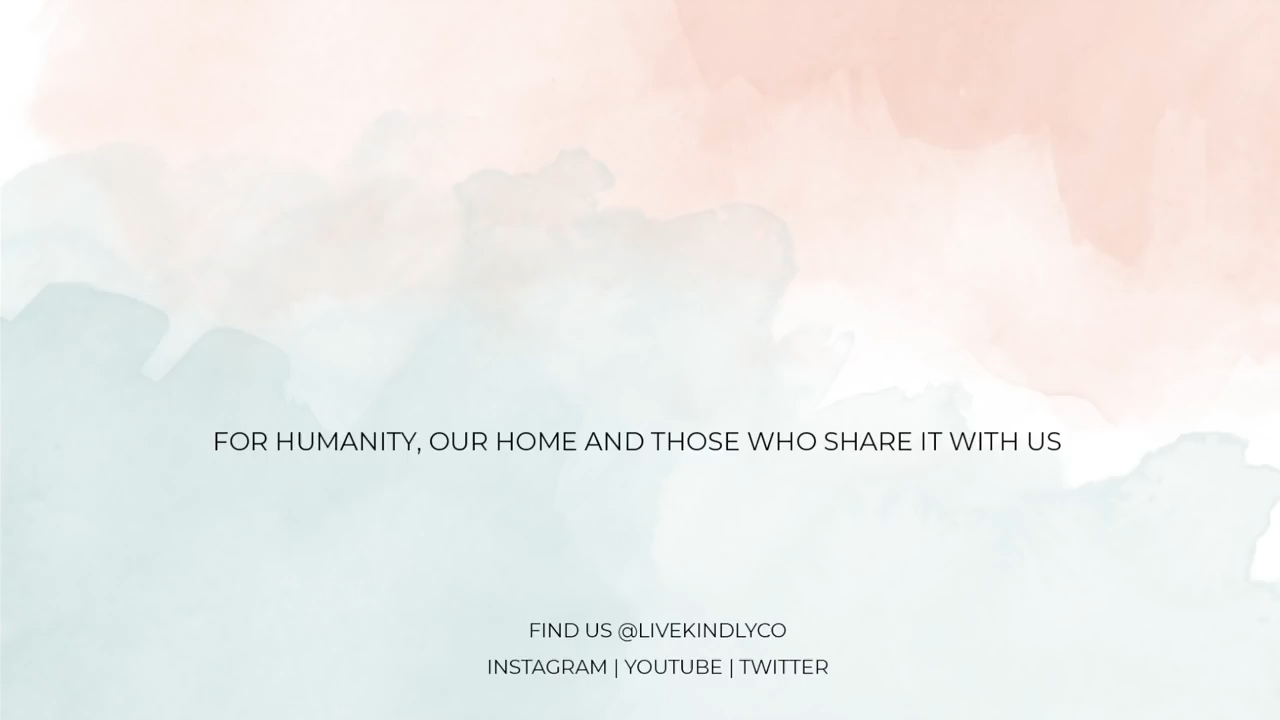 FOR HUMANITY, OUR HOME AND THOSE WHO SHARE IT WITH US
FIND US @LIVEKINDLYCO
INSTAGRAM | YOUTUBE | TWITTER